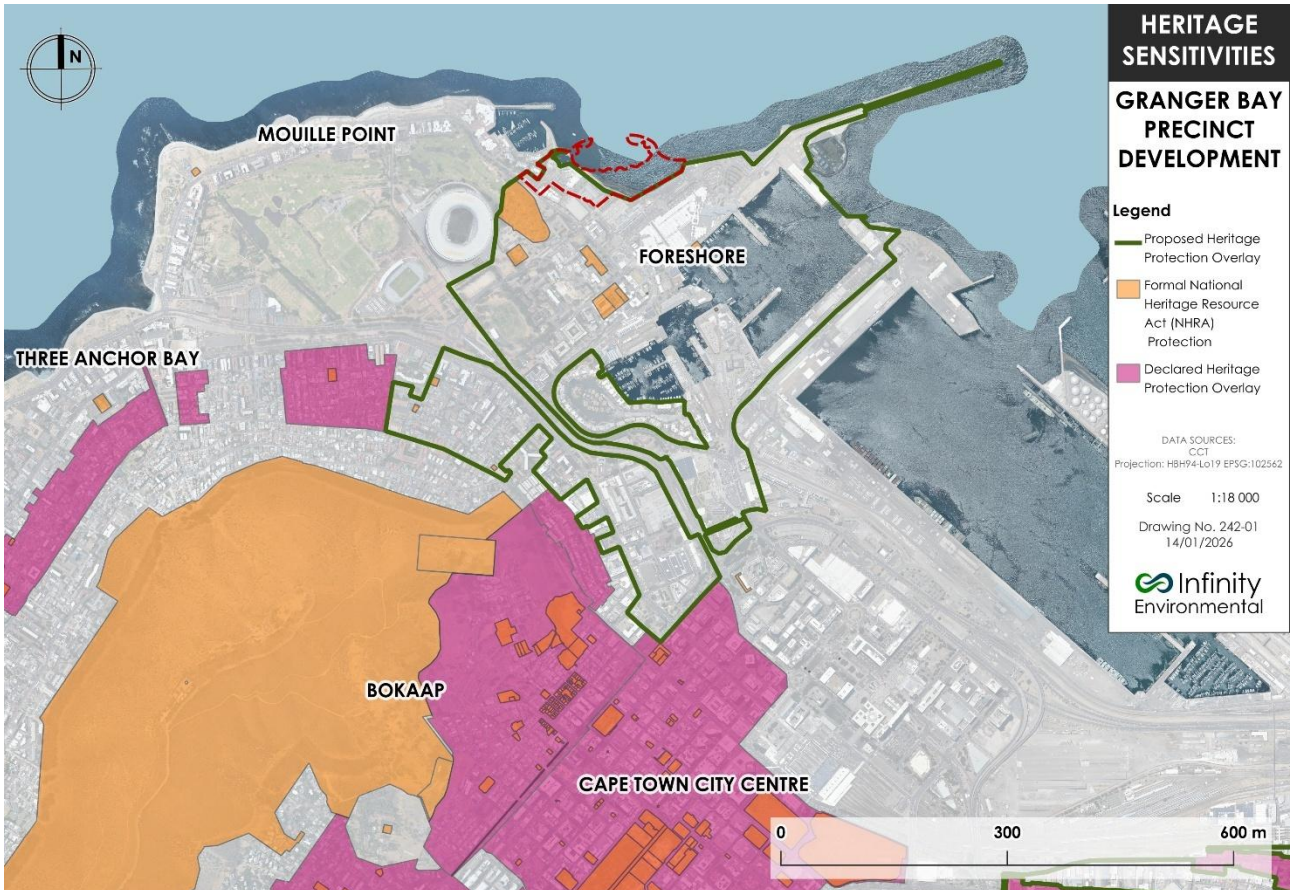 N
MOUILLE POINT
FORESHORE
THREE ANCHOR BAY
BOKAAP
CAPE TOWN CITY CENTRE
0 300 600 m
HERITAGE
SENSITIVITIES
GRANGER BAY
PRECINCT
DEVELOPMENT
Legend
Proposed Heritage
Protection Overlay
Formal National
Heritage Resource
Act (NHRA)
Protection
Declared Heritage
Protection Overlay
DATA SOURCES:
CCT
Projection: HBH94-Lo19 EPSG:102562
Scale 1:18 000
Drawing No. 242-01
14/01/2026
Infinity
Environmental